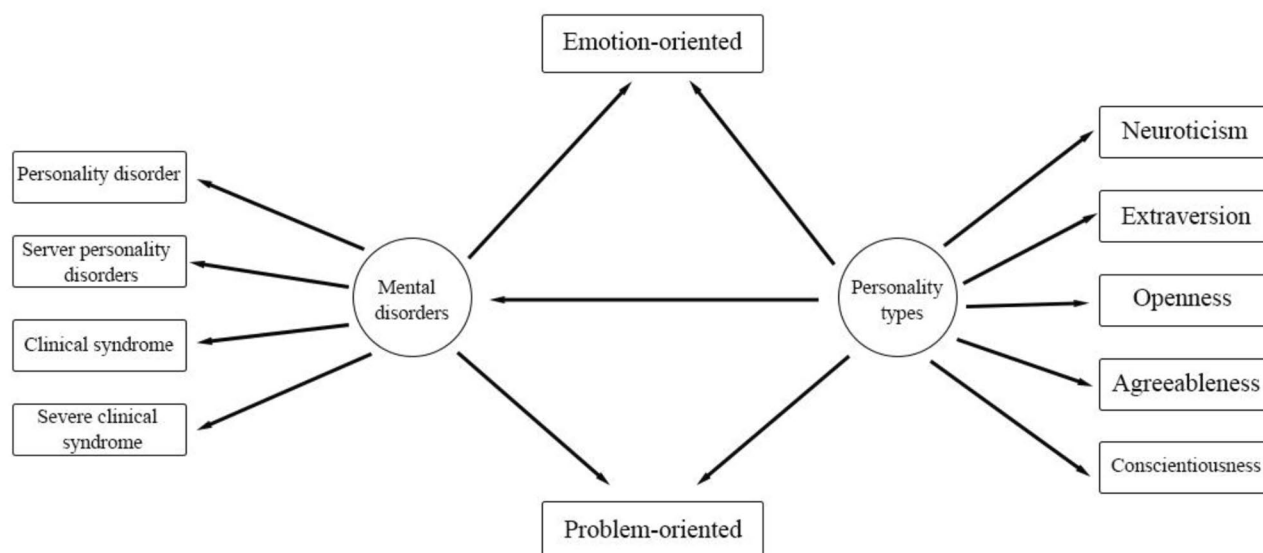 Emotion-oriented
Personality disorder
Server personality
disorders
Clinical syndrome
Severe clinical
syndrome
Mental
disorders
Personality
types
Neuroticism
Extraversion
Openness
Agreeableness
Conscientiousness
Problem-oriented